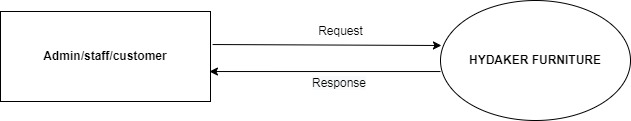 Request
Admin/staff/customer
HYDAKER FURNITURE
Response